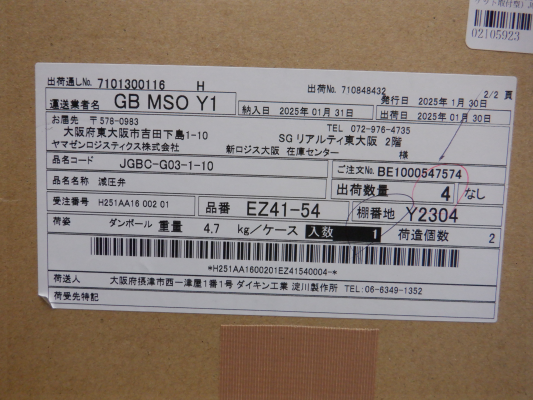 02105923
出荷通しNo. 7101300116 H
出荷No. 710848432
2/2 頁
発行日 2025年 1月 30日
運送業者名 GB MSO Y1
納入日 2025年 01月 31日
出荷日 2025年 01月 30日
お届先 〒578-0983
TEL 072-976-4735
大阪府東大阪市吉田下島1-10
SGリアルティ東大阪 2階
ヤマゼンロジスティクス株式会社
新ロジス大阪 在庫センター 様
品名コード JGBC-G03-1-10
ご注文No. BE1000547574
出荷数量 4 なし
品名名称 減圧弁
受注番号 H251AA16 002 01
品番 EZ41-54
棚番地 Y2304
荷姿 ダンボール 重量 4.7 kg/ケース 入数 1 荷造個数 2
*H251AA1600201EZ41540004-*
荷送人 大阪府摂津市西一津屋1番1号 ダイキン工業 淀川製作所 TEL:06-6349-1352
荷受先特記